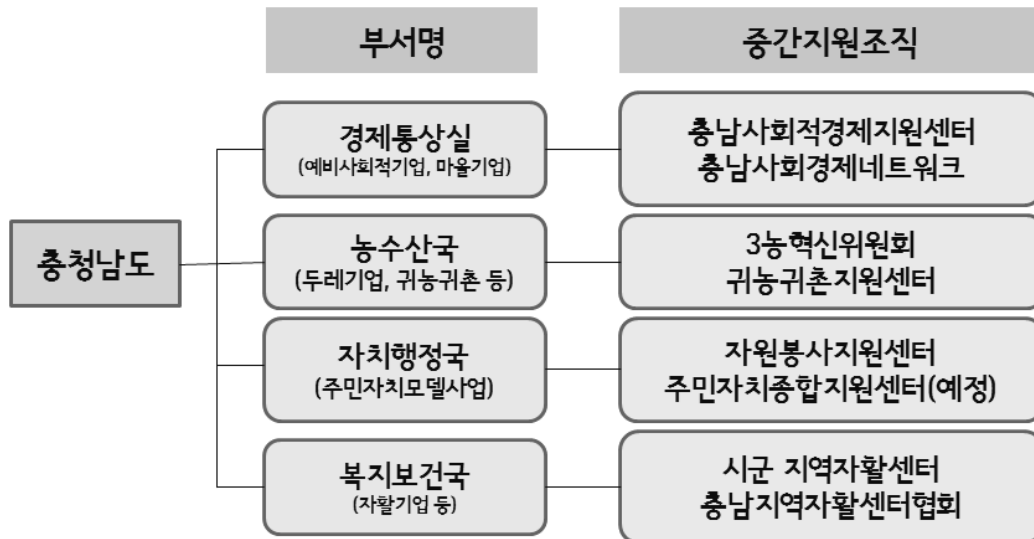 부서명
중간지원조직
충청남도
경제통상실
(예비사회적기업, 마을기업)
충남사회적경제지원센터
충남사회경제네트워크
농수산국
(두레기업, 귀농귀촌 등)
3농혁신위원회
귀농귀촌지원센터
자치행정국
(주민자치모델사업)
자원봉사지원센터
주민자치종합지원센터(예정)
복지보건국
(자활기업 등)
시군 지역자활센터
충남지역자활센터협회